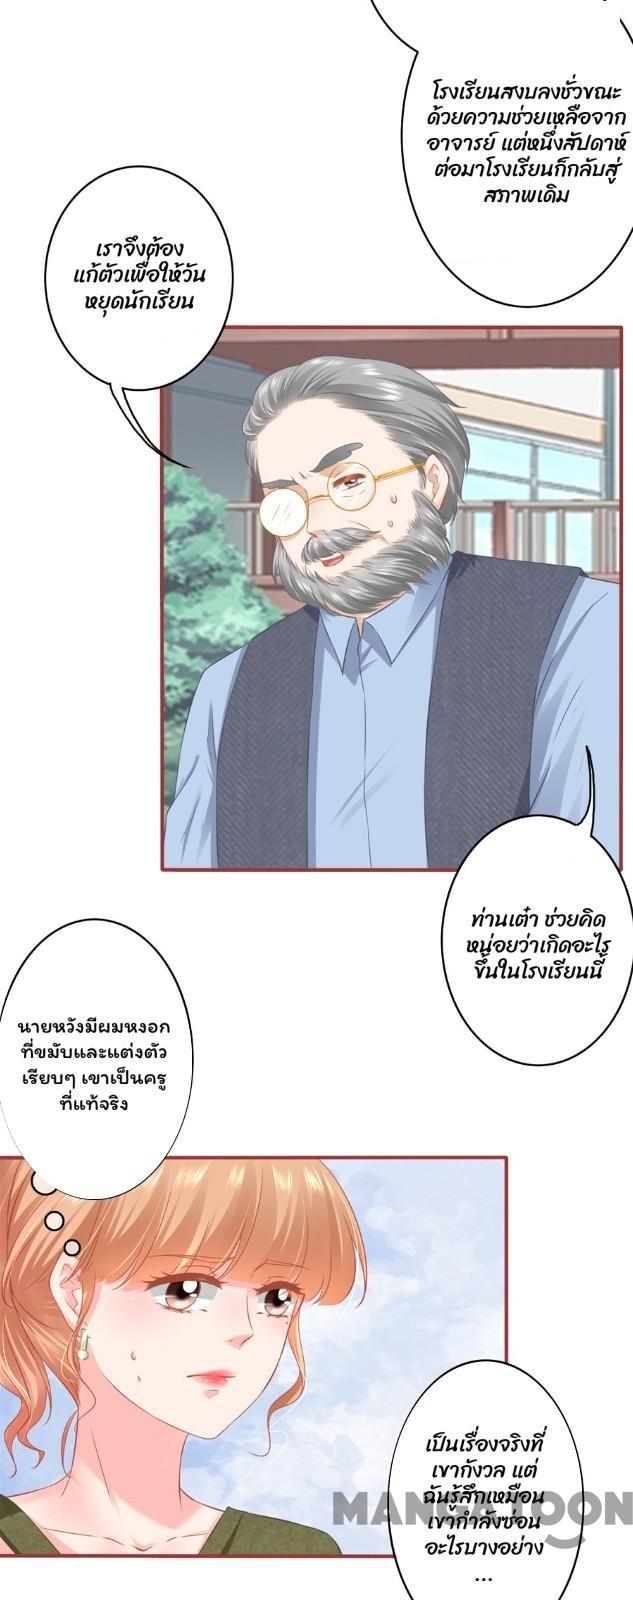 โรงเรียนสงบลงชั่วขณะ
ด้วยความช่วยเหลือจาก
อาจารย์ แต่หนึ่งสัปดาห์
ต่อมาโรงเรียนก็กลับสู่
สภาพเดิม
เราจึงต้อง
แก้ตัวเพื่อให้วัน
หยุดนักเรียน
ท่านเต๋า ช่วยคิด
หน่อยว่าเกิดอะไร
ขึ้นในโรงเรียนนี้
นายหวังมีผมหงอก
ที่ขมับและแต่งตัว
เรียบๆ เขาเป็นครู
ที่แท้จริง
เป็นเรื่องจริงที่
เขากังวล แต่
ฉันรู้สึกเหมือน
เขากำลังซ่อน
อะไรบางอย่าง
...
MANGATOON